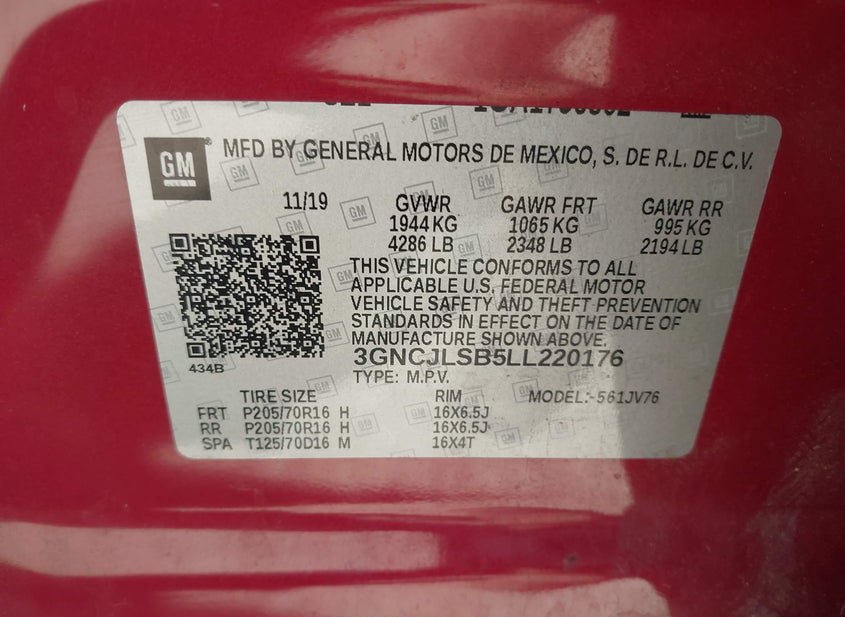 GM
MFD BY GENERAL MOTORS DE MEXICO, S. DE R.L. DE C.V.
11/19 GVWR GAWR FRT GAWR RR
1944 KG 1065 KG 995 KG
4286 LB 2348 LB 2194 LB
THIS VEHICLE CONFORMS TO ALL
APPLICABLE U.S. FEDERAL MOTOR
VEHICLE SAFETY AND THEFT PREVENTION
STANDARDS IN EFFECT ON THE DATE OF
MANUFACTURE SHOWN ABOVE.
3GNCJLSB5LL220176
434B TYPE: M.P.V.
TIRE SIZE RIM MODEL:-561JV76
FRT P205/70R16 H 16X6.5J
RR P205/70R16 H 16X6.5J
SPA T125/70D16 M 16X4T